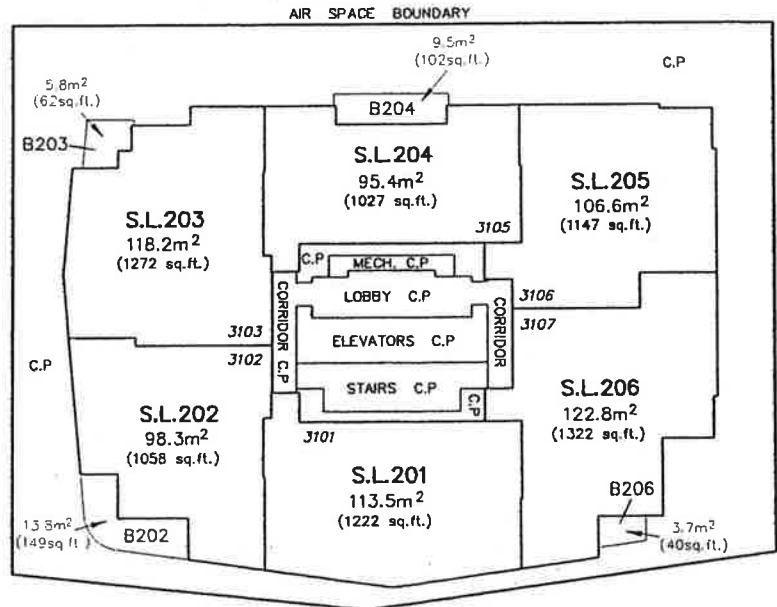 AIR SPACE BOUNDARY
9.5m²
(102sq.ft.)
C.P
5.8m²
(62sq.ft.)
B204
B203
S.L.204
95.4m²
(1027 sq.ft.)
S.L.205
106.6m²
(1147 sq.ft.)
S.L.203
118.2m²
(1272 sq.ft.)
3105
C.P
MECH. C.P
LOBBY C.P
CORRIDOR C.P
CORRIDOR
3106
3107
3103
3102
ELEVATORS C.P
C.P
STAIRS C.P
C.P
S.L.202
98.3m²
(1058 sq.ft.)
S.L.206
122.8m²
(1322 sq.ft.)
3101
S.L.201
113.5m²
(1222 sq.ft.)
B206
13.8m²
(149sq ft.)
B202
3.7m²
(40sq.ft.)